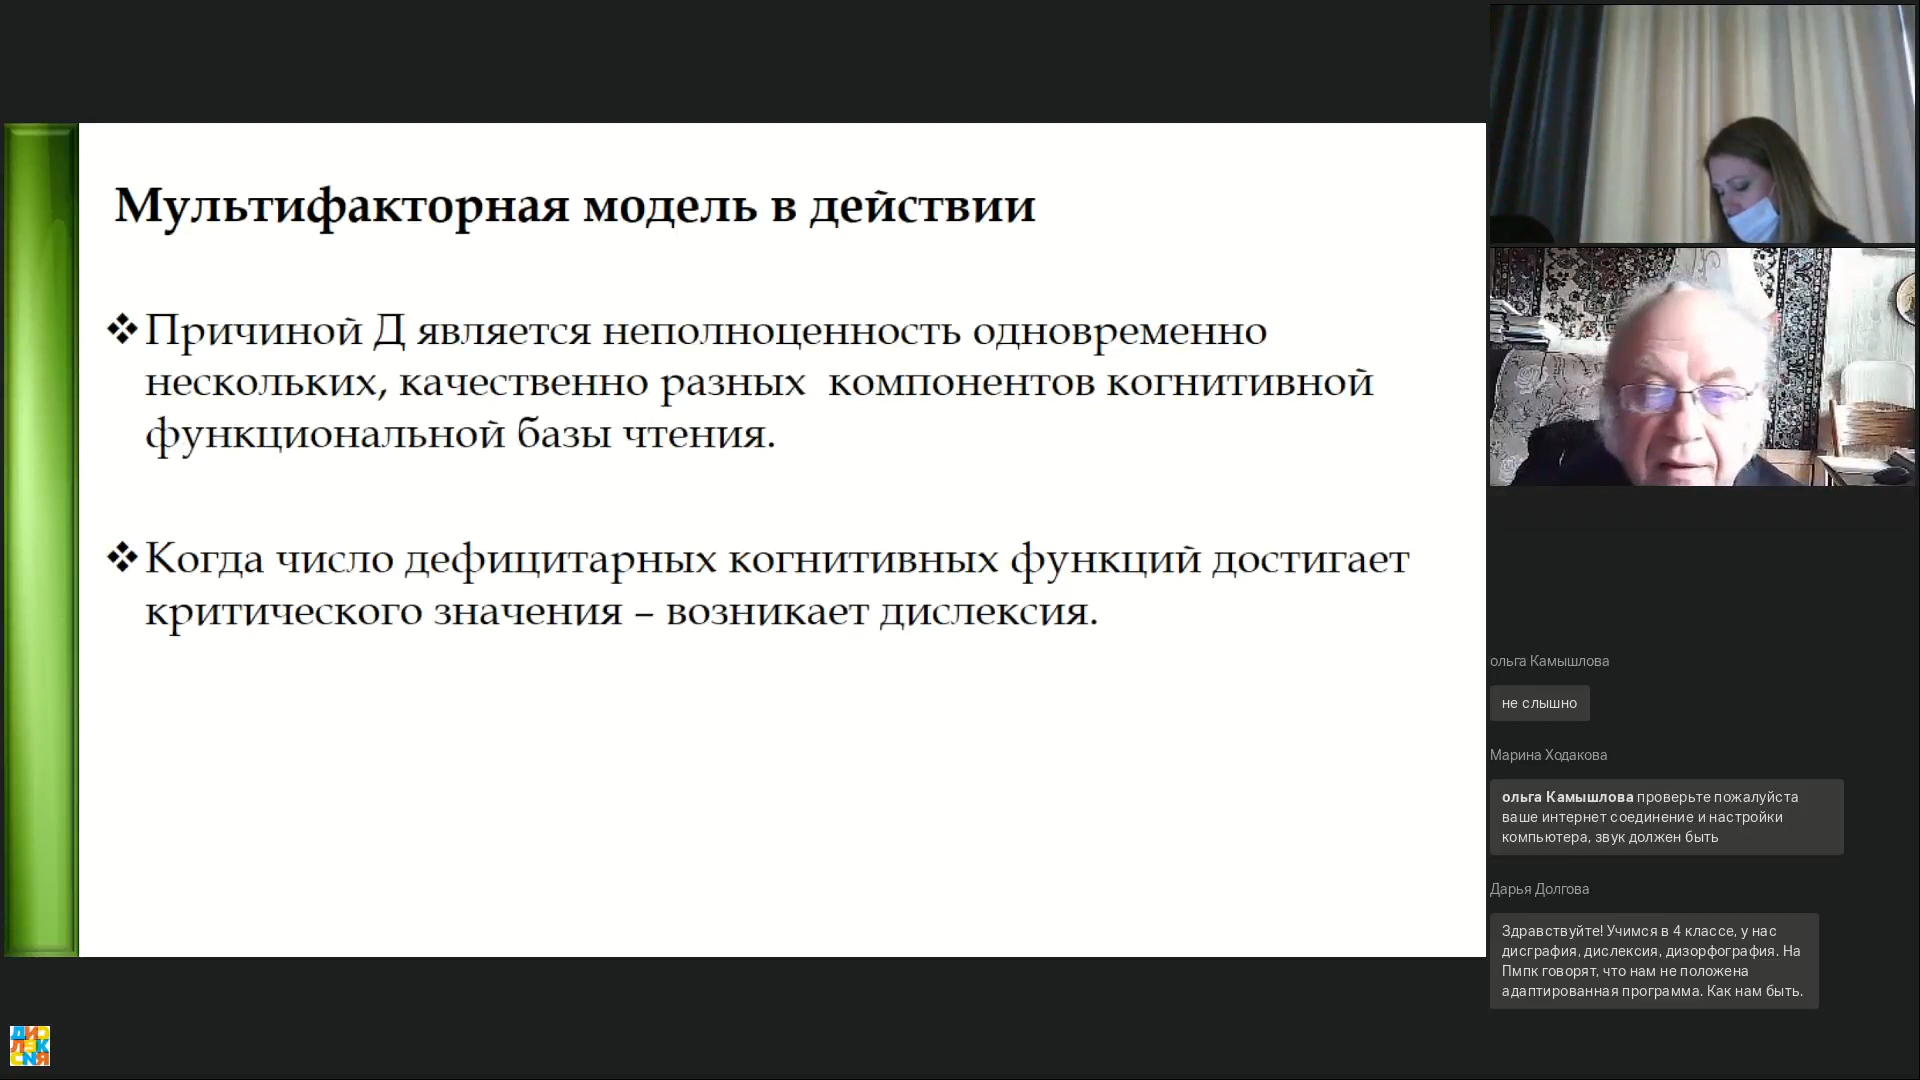 Мультифакторная модель в действии
❖Причиной Д является неполноценность одновременно
нескольких, качественно разных компонентов когнитивной
функциональной базы чтения.
❖Когда число дефицитарных когнитивных функций достигает
критического значения – возникает дислексия.
ольга Камышлова
не слышно
Марина Ходакова
ольга Камышлова проверьте пожалуйста
ваше интернет соединение и настройки
компьютера, звук должен быть
Дарья Долгова
Здравствуйте! Учимся в 4 классе, у нас
дисграфия, дислексия, дизорфография. На
Пмпк говорят, что нам не положена
адаптированная программа. Как нам быть.
ДИС
ЛЕК
СИЯ